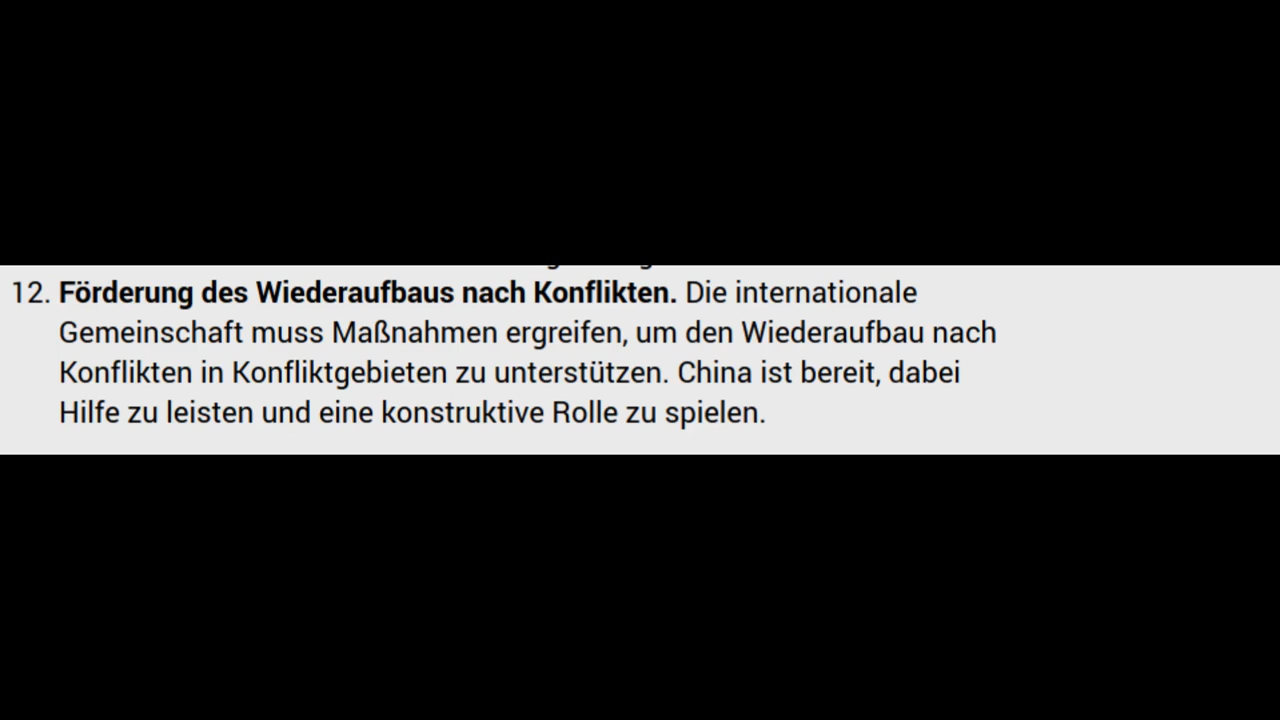 12. Förderung des Wiederaufbaus nach Konflikten. Die internationale
Gemeinschaft muss Maßnahmen ergreifen, um den Wiederaufbau nach
Konflikten in Konfliktgebieten zu unterstützen. China ist bereit, dabei
Hilfe zu leisten und eine konstruktive Rolle zu spielen.